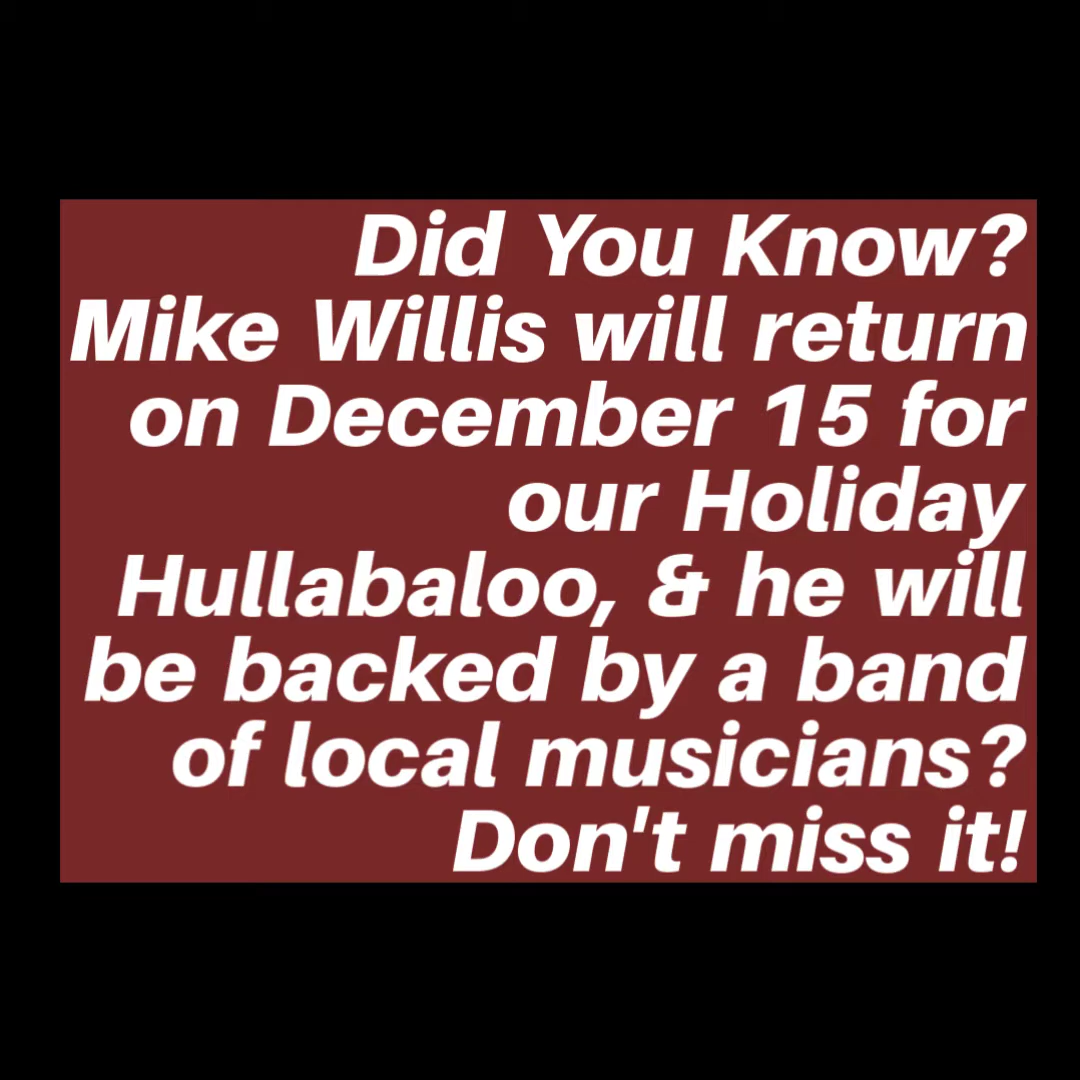 Did You Know?
Mike Willis will return
on December 15 for
our Holiday
Hullabaloo, & he will
be backed by a band
of local musicians?
Don't miss it!